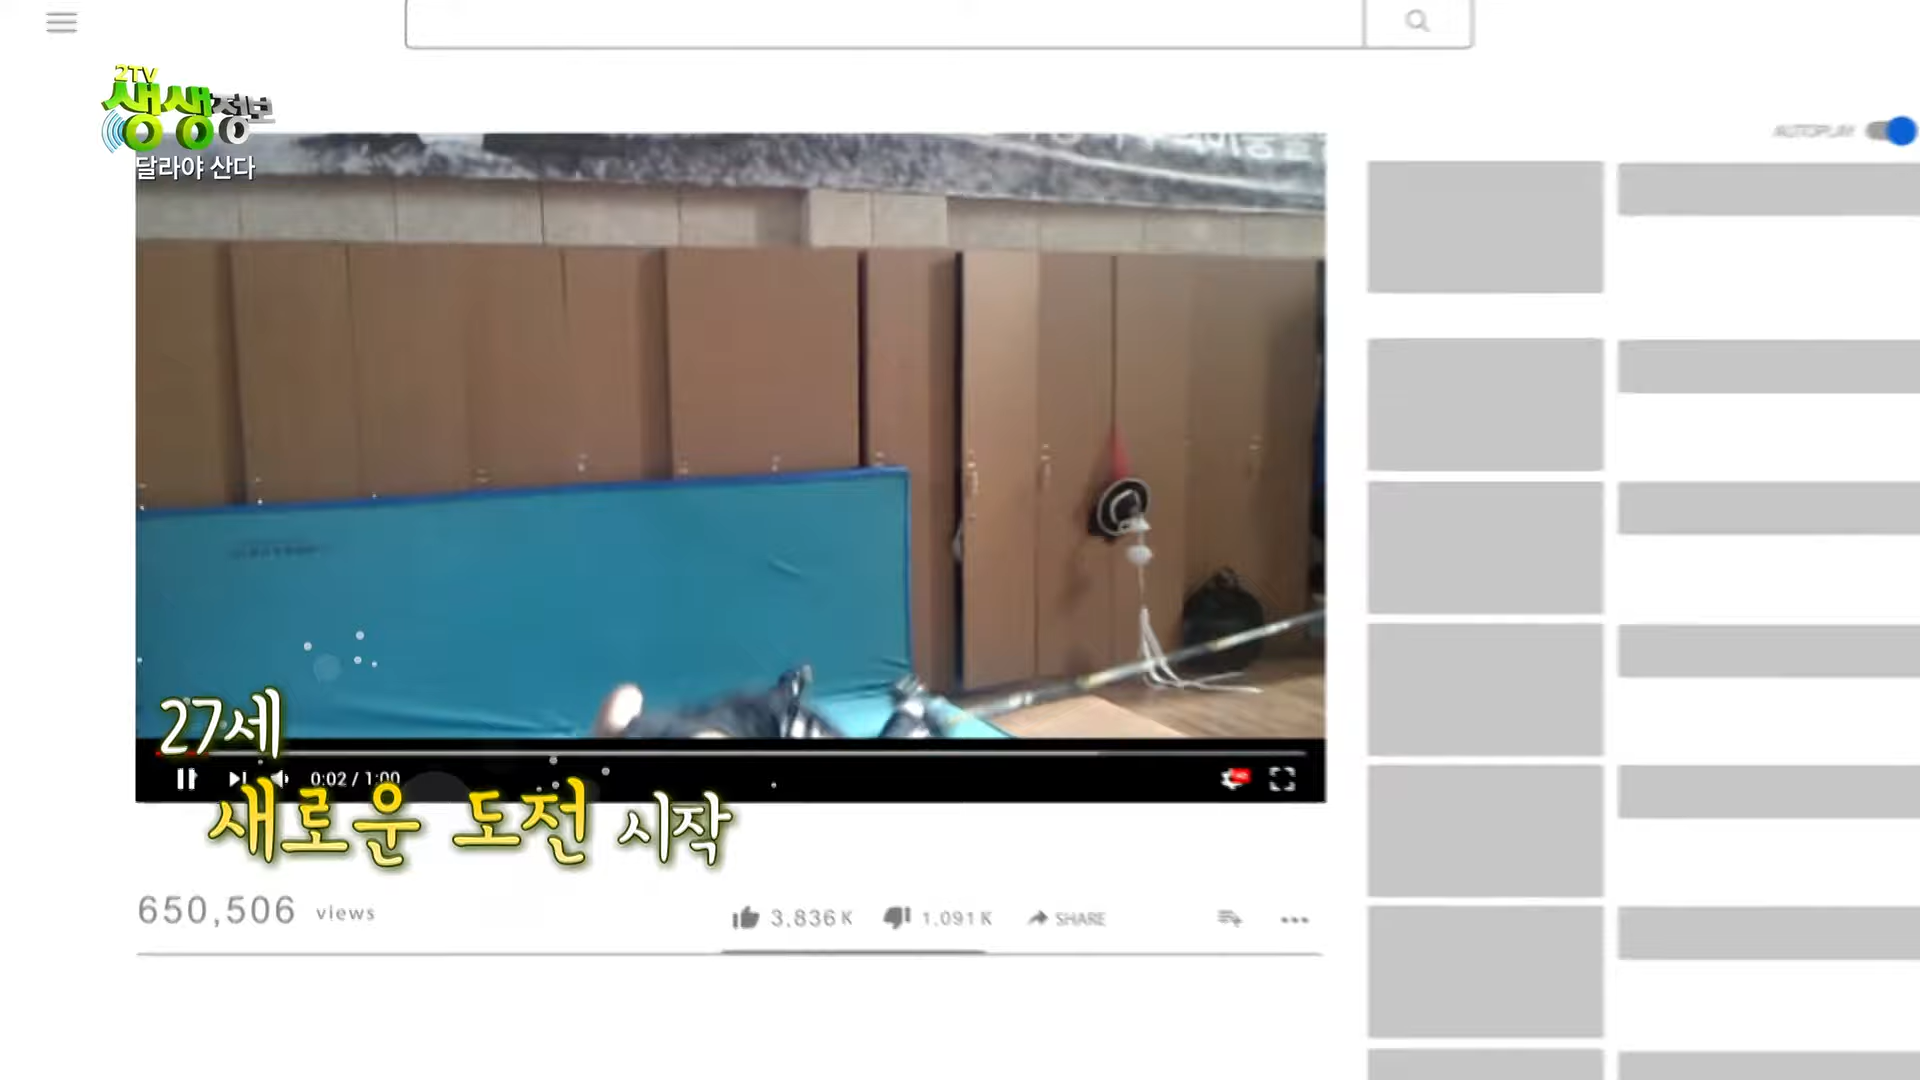 2TV
생생정보
달라야 산다
AUTOPLAY
27세
0:02 / 1:00
새로운 도전 시작
650,506 views
3,836 K 1,091 K SHARE